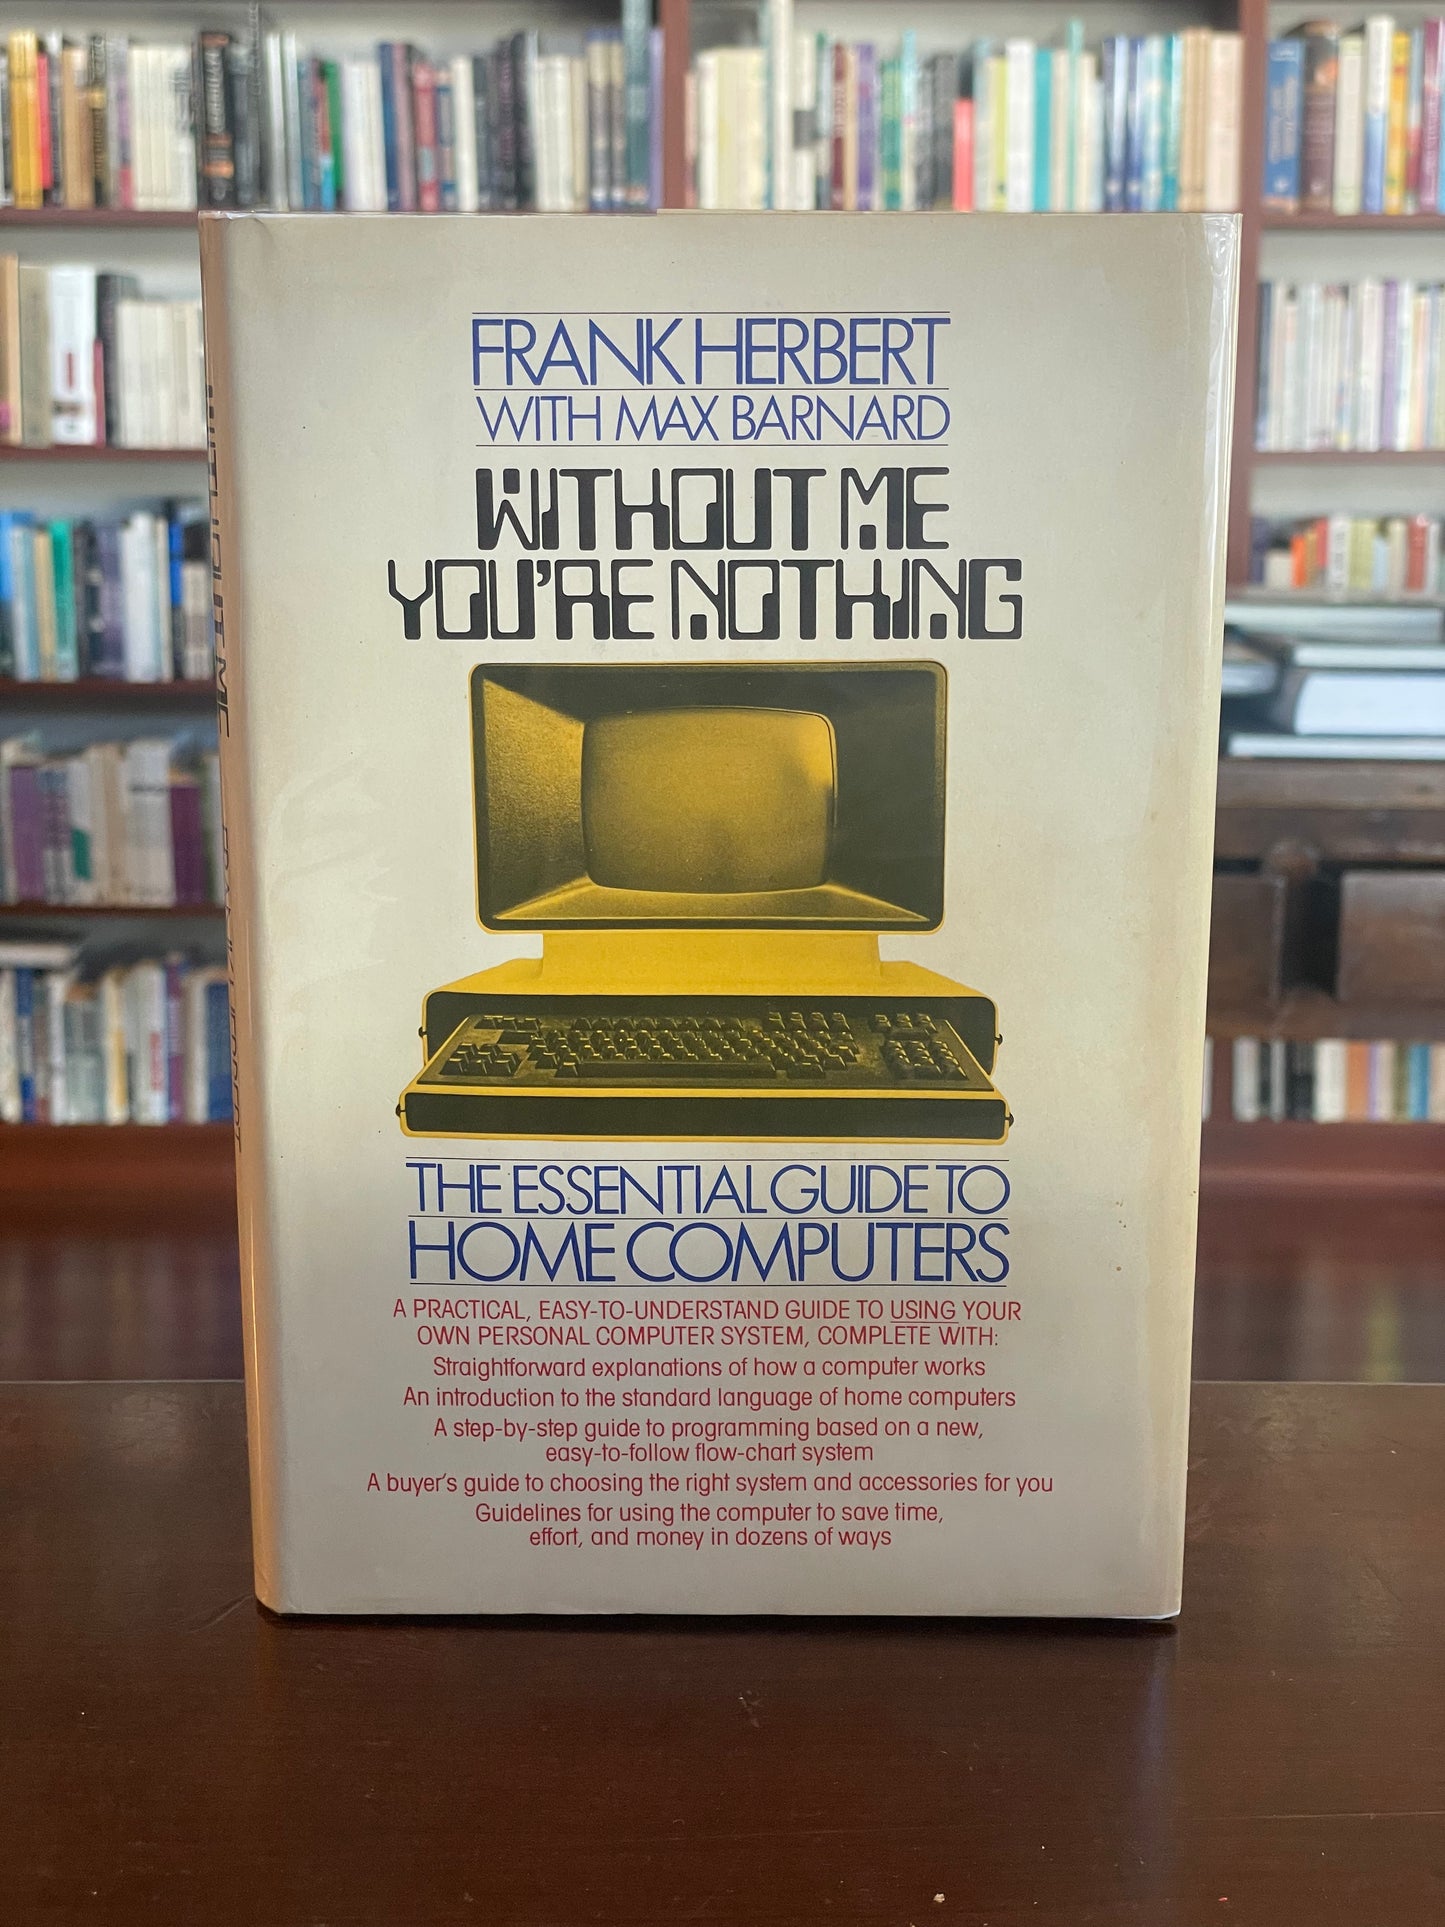 FRANK HERBERT
WITH MAX BARNARD
WITHOUT ME
YOU'RE NOTHING
THE ESSENTIAL GUIDE TO
HOME COMPUTERS
A PRACTICAL, EASY-TO-UNDERSTAND GUIDE TO USING YOUR
OWN PERSONAL COMPUTER SYSTEM, COMPLETE WITH:
Straightforward explanations of how a computer works
An introduction to the standard language of home computers
A step-by-step guide to programming based on a new,
easy-to-follow flow-chart system
A buyer's guide to choosing the right system and accessories for you
Guidelines for using the computer to save time,
effort, and money in dozens of ways